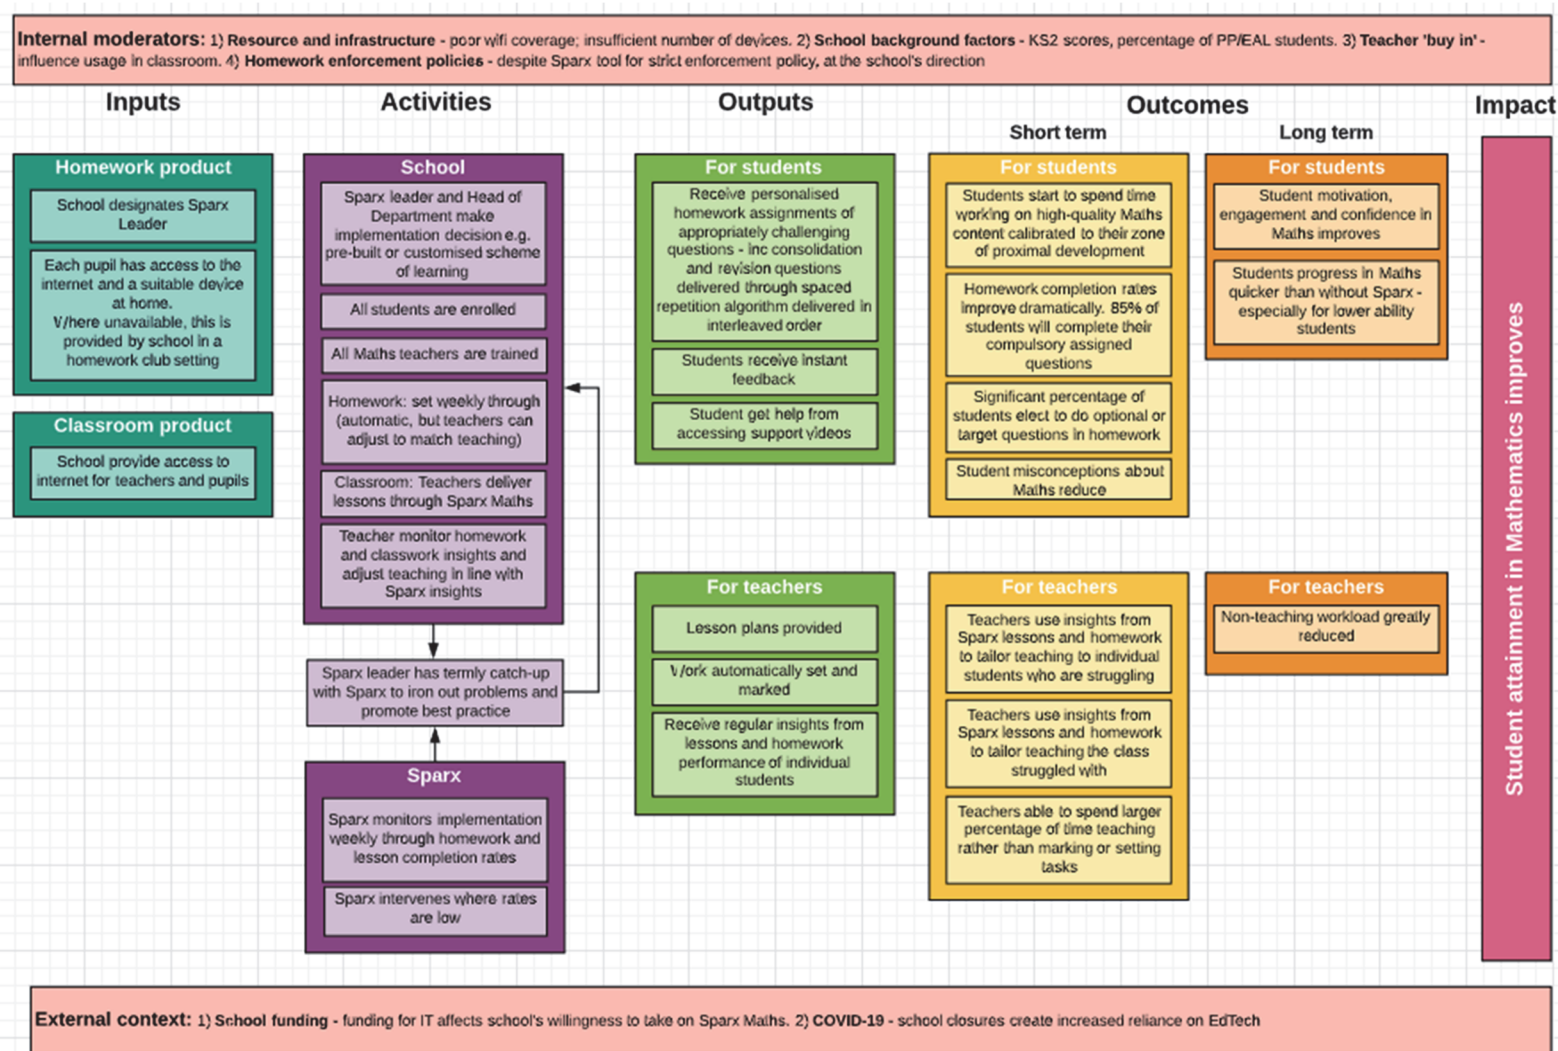 Internal moderators: 1) Resource and infrastructure - poor wifi coverage; insufficient number of devices. 2) School background factors - KS2 scores, percentage of PP/EAL students. 3) Teacher 'buy in' -
influence usage in classroom. 4) Homework enforcement policies - despite Sparx tool for strict enforcement policy, at the school's direction
Inputs
Activities
Outputs
Outcomes
Impact
Short term
Long term
Homework product
School designates Sparx
Leader
Each pupil has access to the
internet and a suitable device
at home.
Where unavailable, this is
provided by school in a
homework club setting
Classroom product
School provide access to
internet for teachers and pupils
School
Sparx leader and Head of
Department make
implementation decision e.g.
pre-built or customised scheme
of learning
All students are enrolled
All Maths teachers are trained
Homework: set weekly through
(automatic, but teachers can
adjust to match teaching)
Classroom: Teachers deliver
lessons through Sparx Maths
Teacher monitor homework
and classwork insights and
adjust teaching in line with
Sparx insights
Sparx leader has termly catch-up
with Sparx to iron out problems and
promote best practice
Sparx
Sparx monitors implementation
weekly through homework and
lesson completion rates
Sparx intervenes where rates
are low
For students
Receive personalised
homework assignments of
appropriately challenging
questions - inc consolidation
and revision questions
delivered through spaced
repetition algorithm delivered in
interleaved order
Students receive instant
feedback
Student get help from
accessing support videos
For teachers
Lesson plans provided
Work automatically set and
marked
Receive regular insights from
lessons and homework
performance of individual
students
For students
Students start to spend time
working on high-quality Maths
content calibrated to their zone
of proximal development
Homework completion rates
improve dramatically. 85% of
students will complete their
compulsory assigned
questions
Significant percentage of
students elect to do optional or
target questions in homework
Student misconceptions about
Maths reduce
For teachers
Teachers use insights from
Sparx lessons and homework
to tailor teaching to individual
students who are struggling
Teachers use insights from
Sparx lessons and homework
to tailor teaching the class
struggled with
Teachers able to spend larger
percentage of time teaching
rather than marking or setting
tasks
For students
Student motivation,
engagement and confidence in
Maths improves
Students progress in Maths
quicker than without Sparx -
especially for lower ability
students
For teachers
Non-teaching workload greatly
reduced
Student attainment in Mathematics improves
External context: 1) School funding - funding for IT affects school's willingness to take on Sparx Maths. 2) COVID-19 - school closures create increased reliance on EdTech